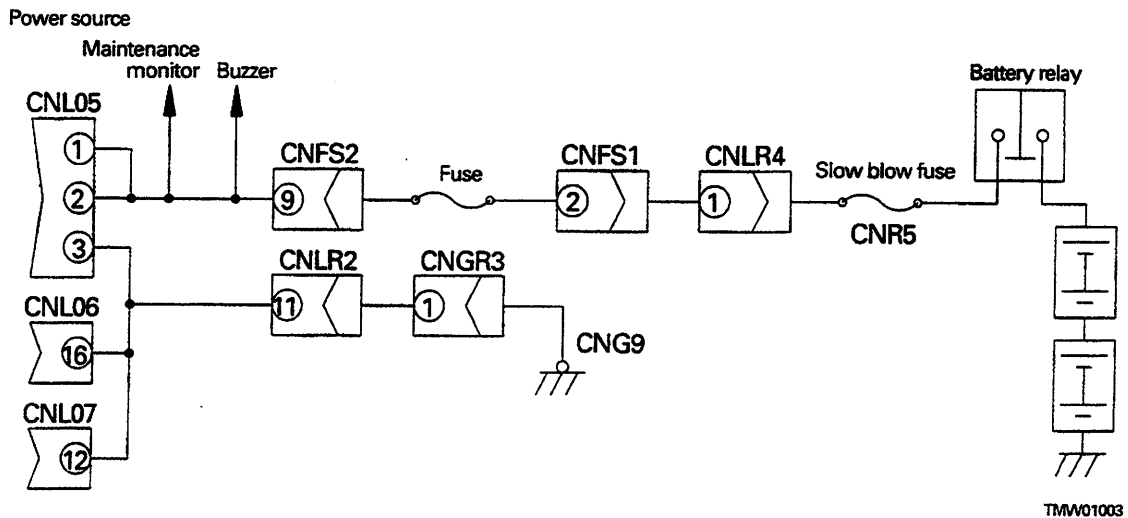 Power source
Maintenance
monitor
Buzzer
Battery relay
CNL05
1
2
3
CNFS2
9
Fuse
CNFS1
2
CNLR4
1
Slow blow fuse
CNR5
CNLR2
11
CNGR3
1
CNG9
CNL06
16
CNL07
12
TMW01003